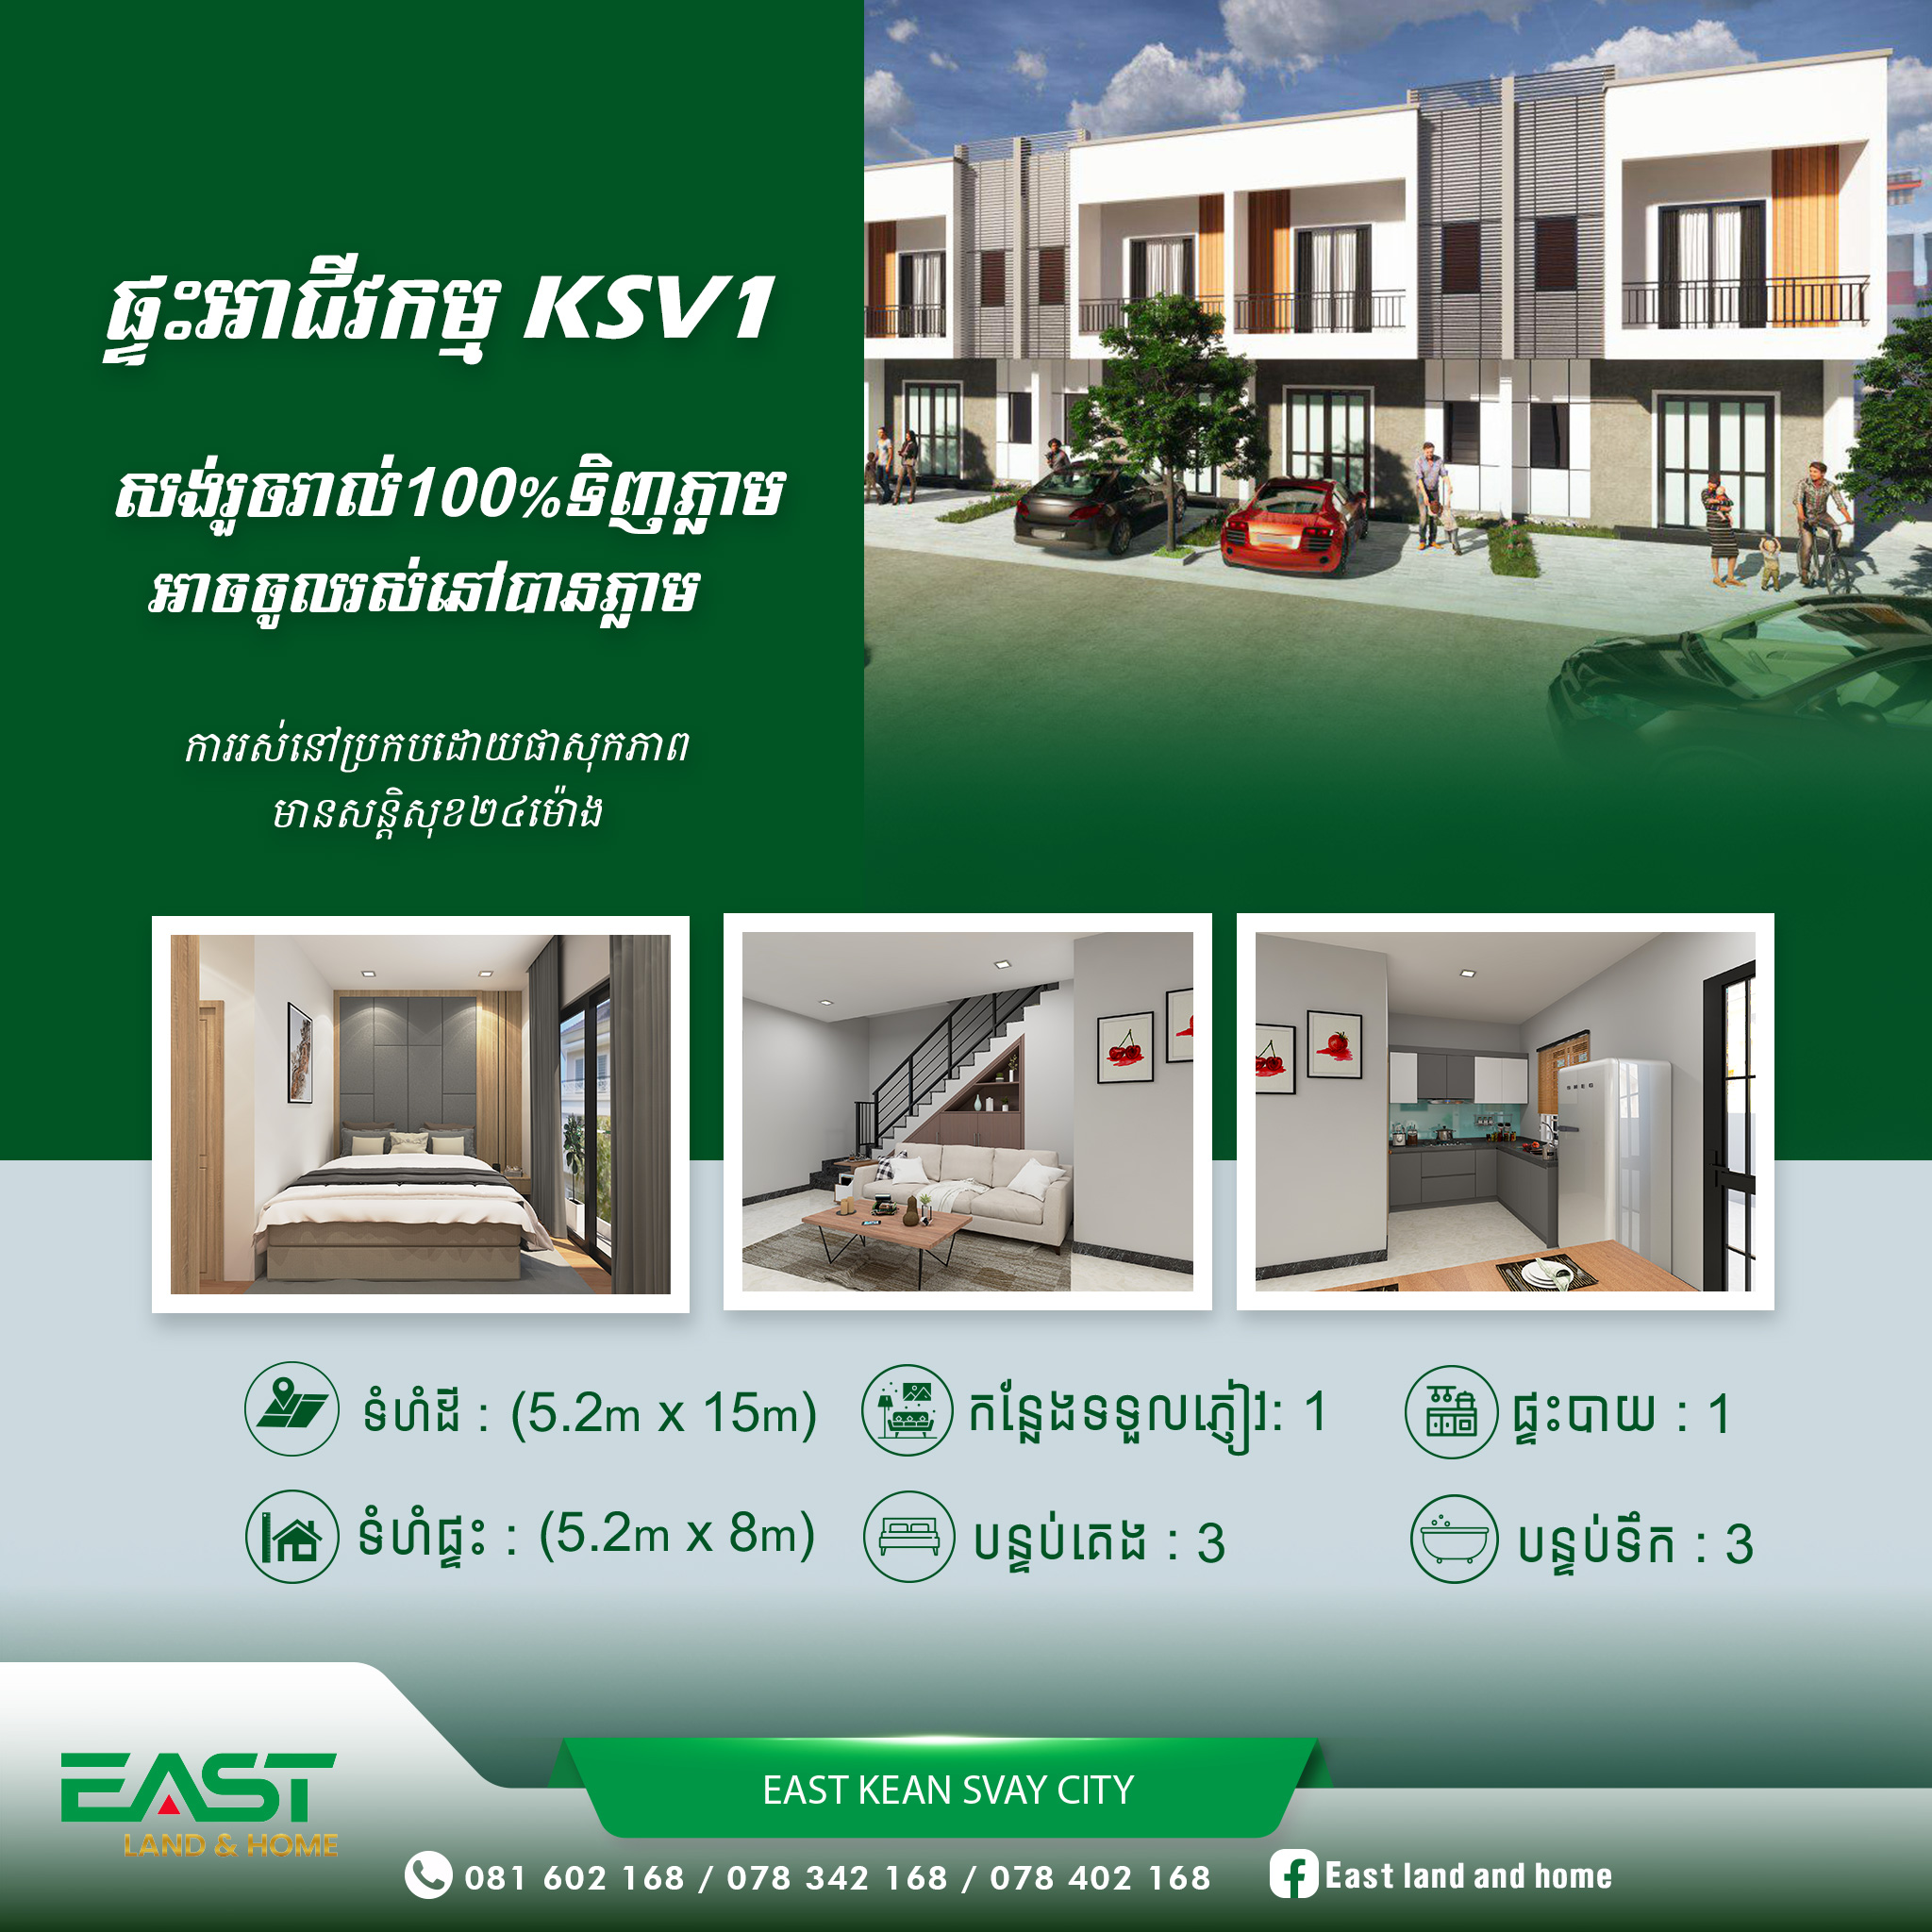 ផ្ទះអាជីវកម្ម KSV1
សង់រួចរាល់100%ទិញភ្លាម
អាចចូលរស់នៅបានភ្លាម
ការរស់នៅប្រកបដោយផាសុកភាព
មានសន្តិសុខ២៤ម៉ោង
SMEG
ទំហំដី : (5.2m x 15m)
កន្លែងទទួលភ្ញៀវ: 1
ផ្ទះបាយ : 1
ទំហំផ្ទះ : (5.2m x 8m)
បន្ទប់គេង : 3
បន្ទប់ទឹក : 3
EAST
LAND & HOME
EAST KEAN SVAY CITY
081 602 168 / 078 342 168 / 078 402 168
East land and home